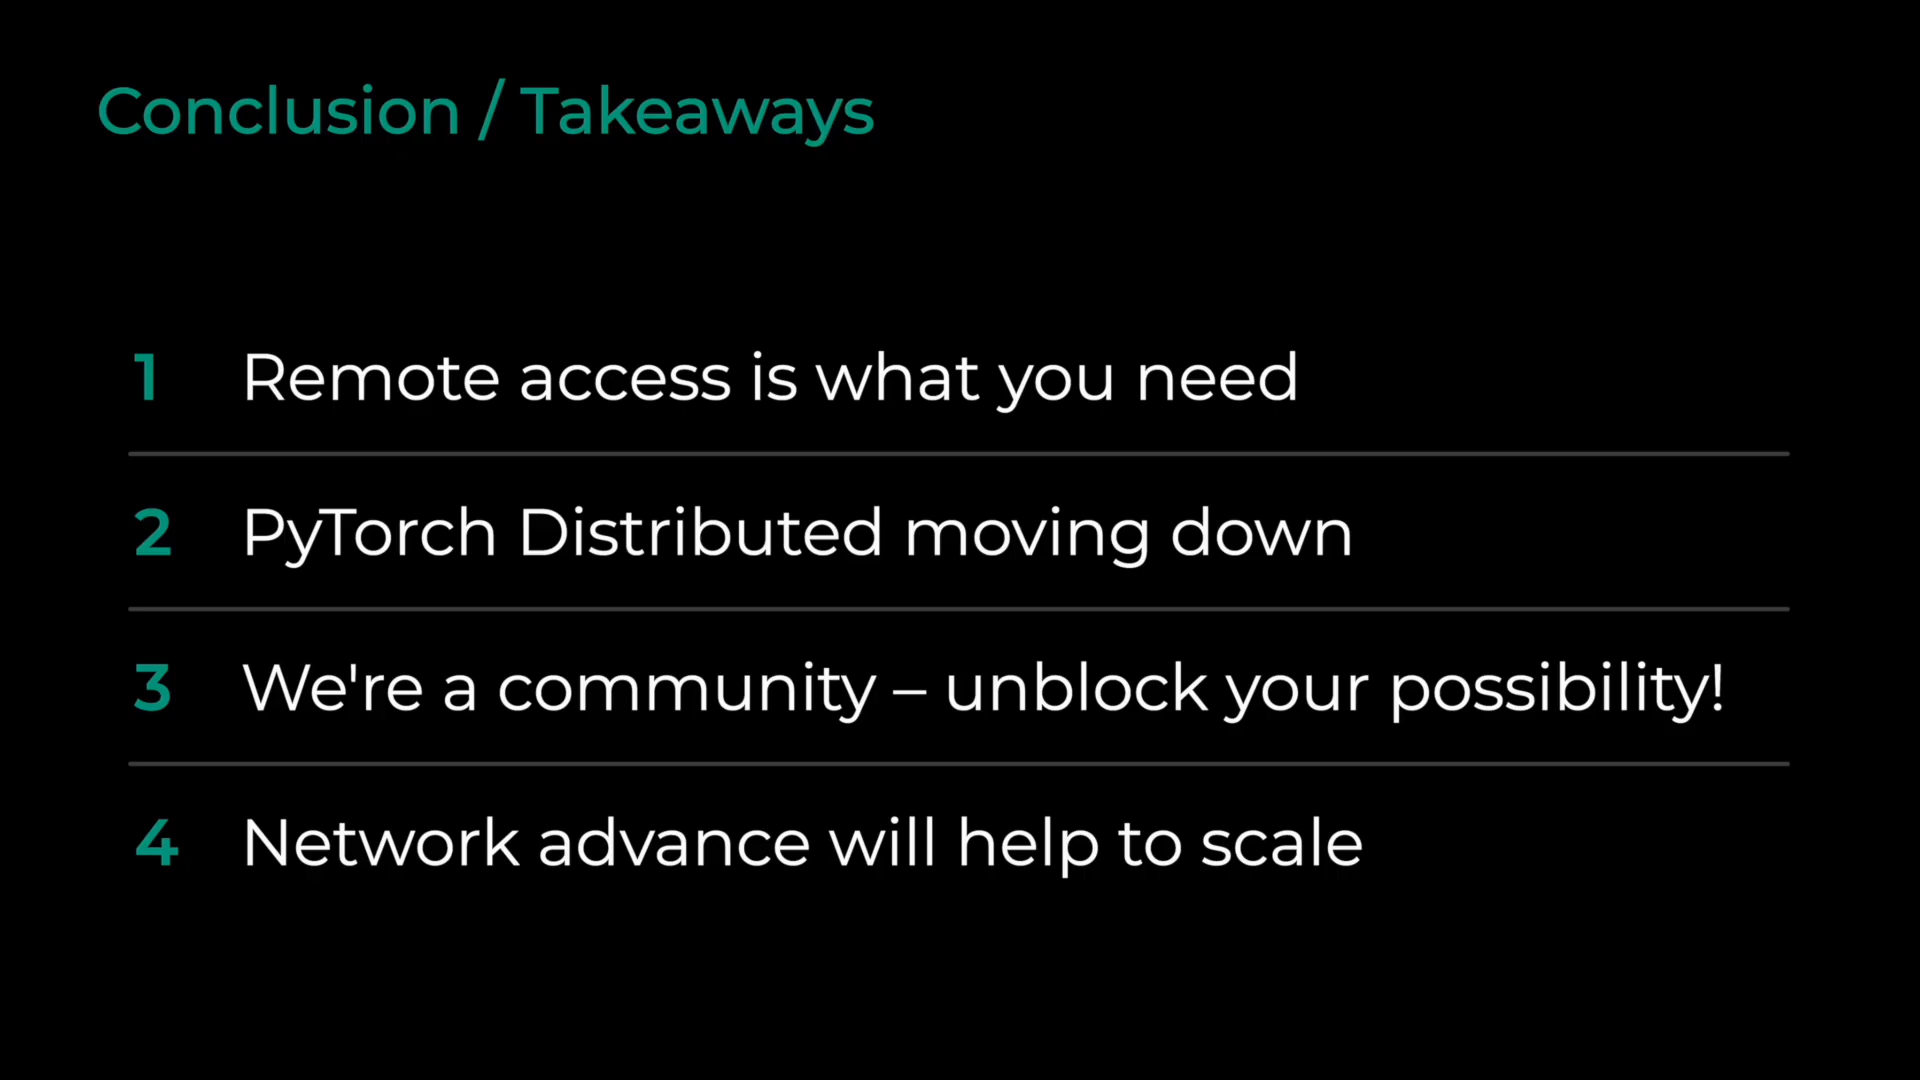 Conclusion / Takeaways
1 Remote access is what you need
2 PyTorch Distributed moving down
3 We're a community – unblock your possibility!
4 Network advance will help to scale